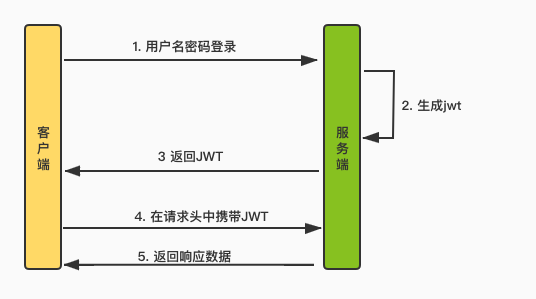 1. 用户名密码登录
2. 生成jwt
客户端
服务端
3 返回JWT
4. 在请求头中携带JWT
5. 返回响应数据